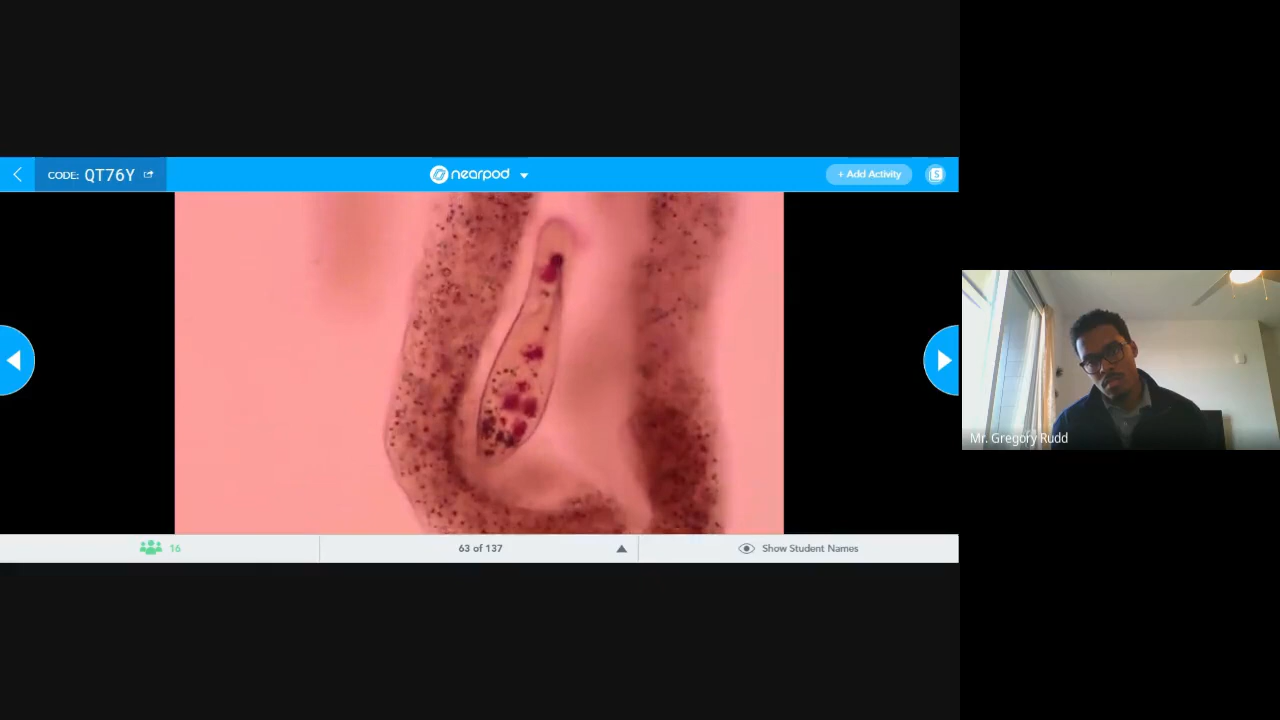 CODE: QT76Y
nearpod
+ Add Activity
S
16
63 of 137
Show Student Names
Mr. Gregory Rudd